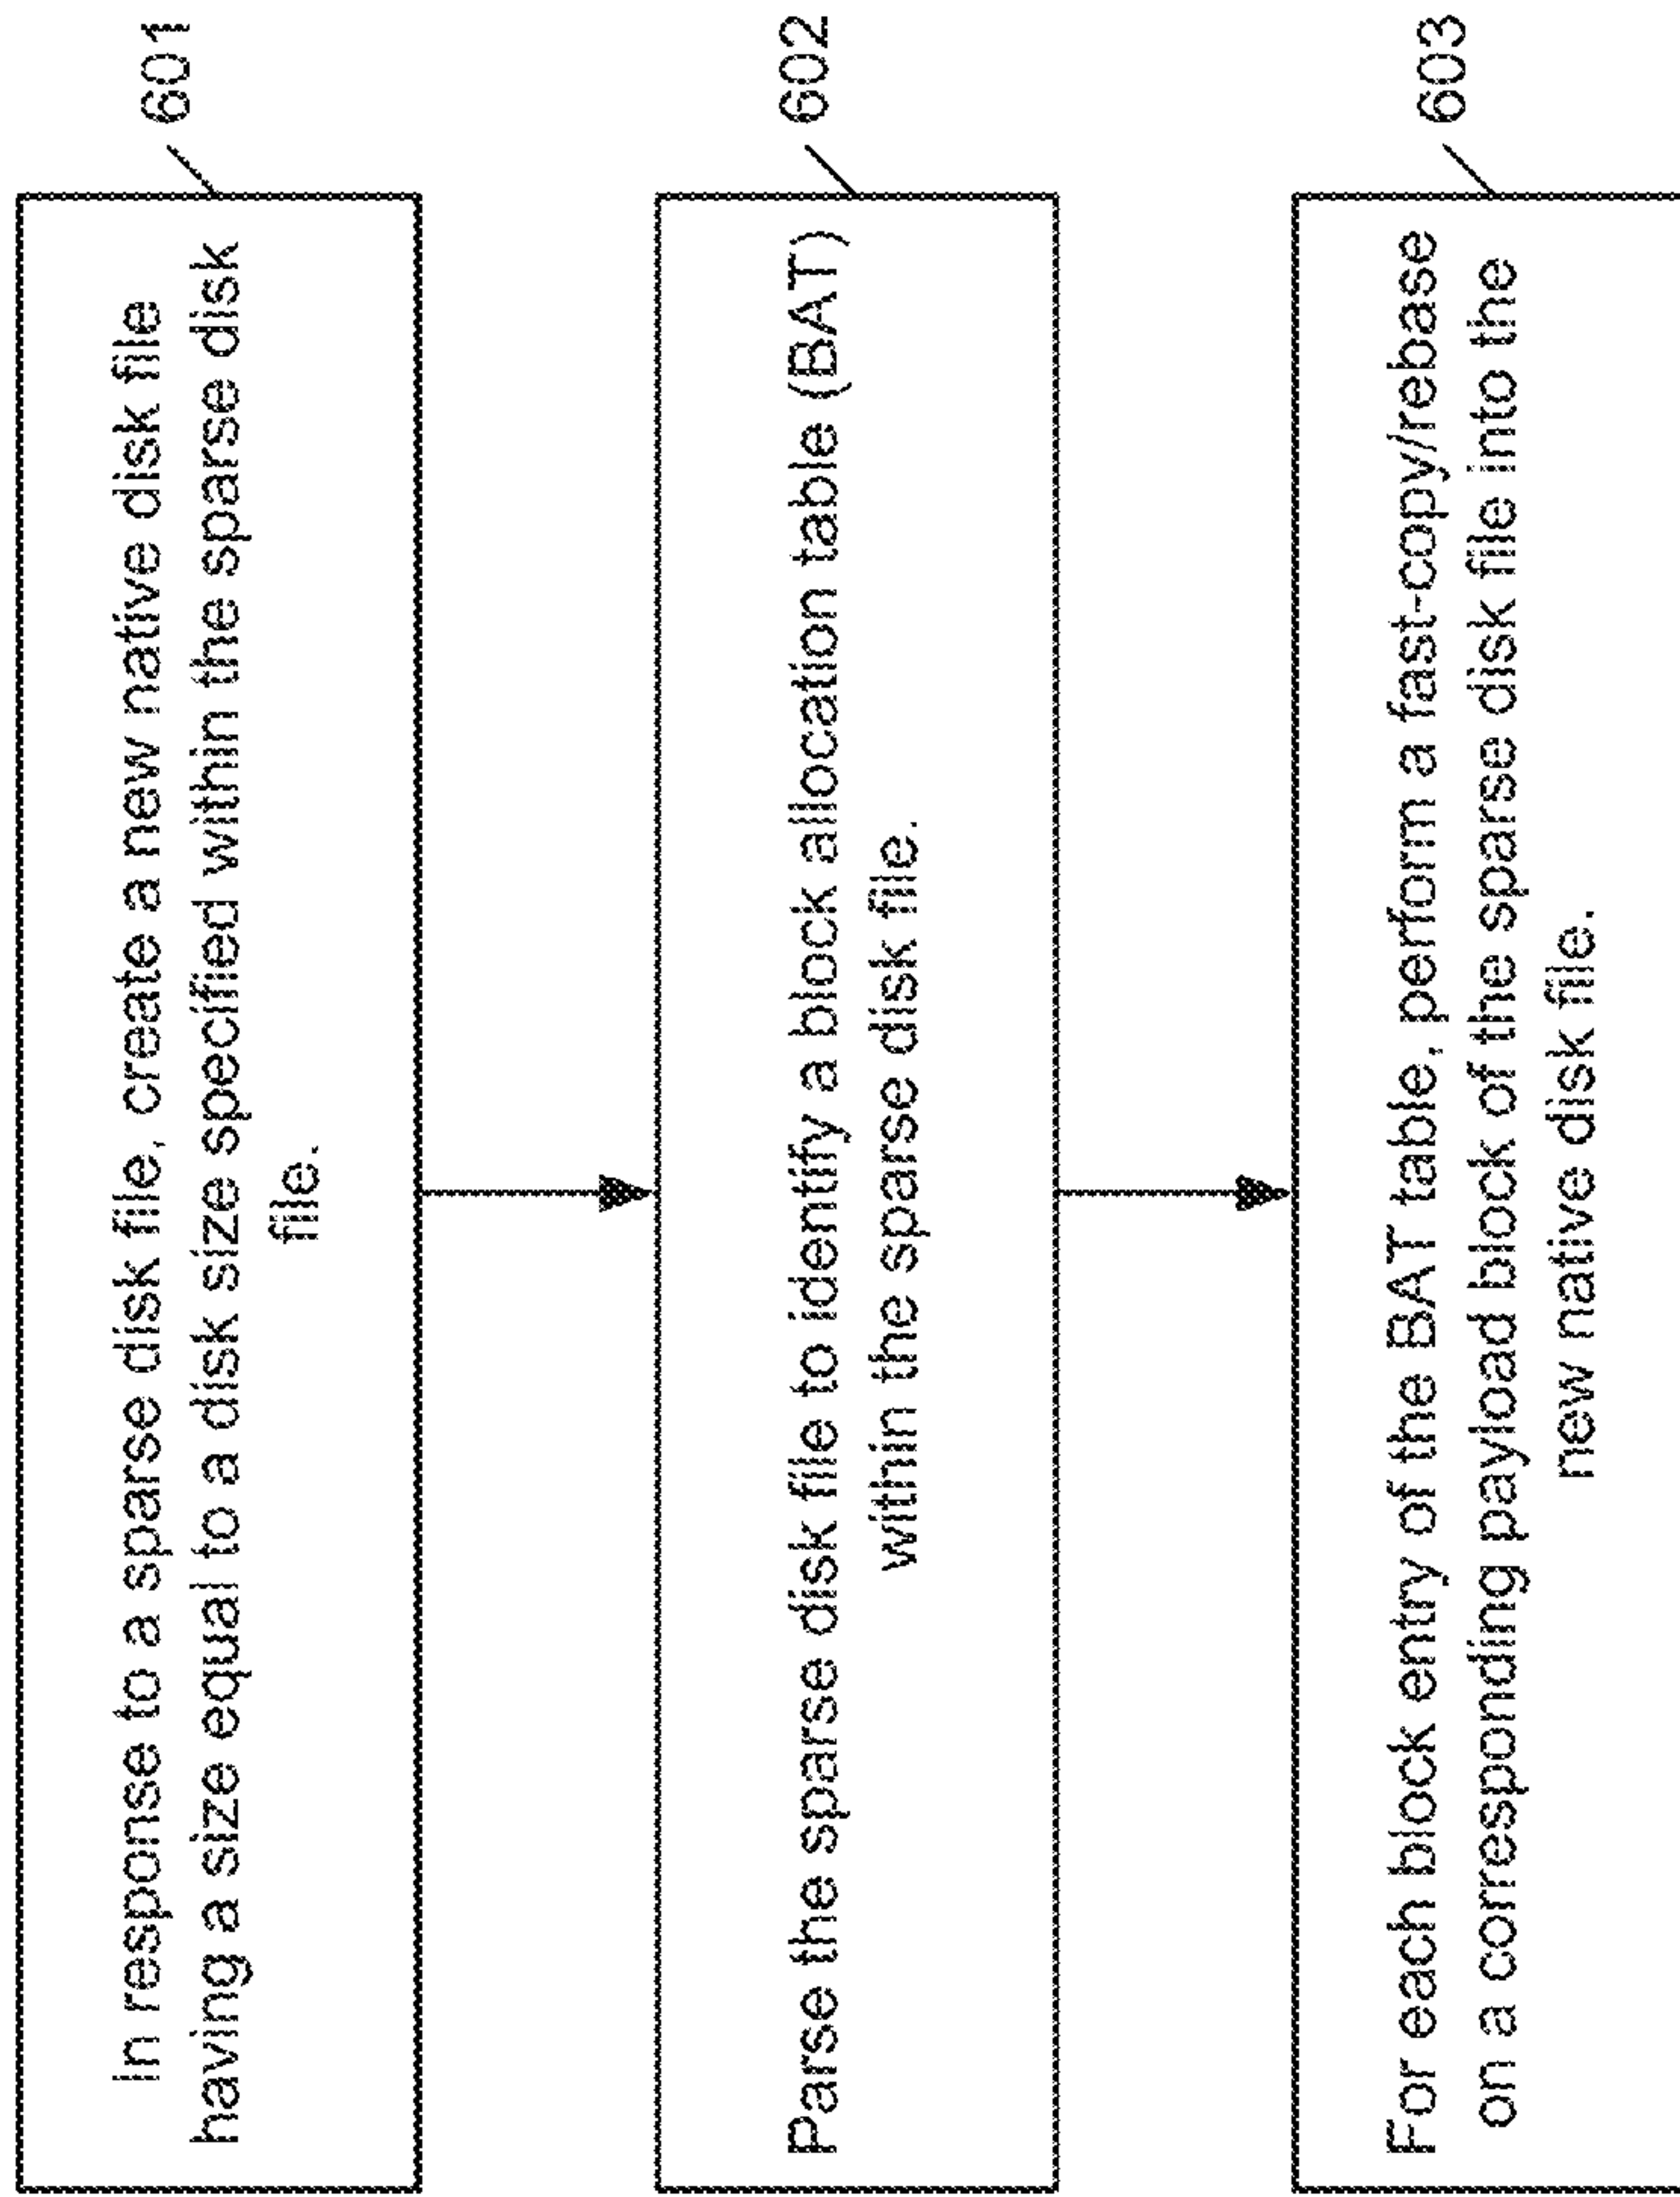 In response to a sparse disk file, create a new native disk file
having a size equal to a disk size specified within the sparse disk
file.
601
Parse the sparse disk file to identify a block allocation table (BAT)
within the sparse disk file.
602
For each block entry of the BAT table, perform a fast-copy/rebase
on a corresponding payload block of the sparse disk file into the
new native disk file.
603